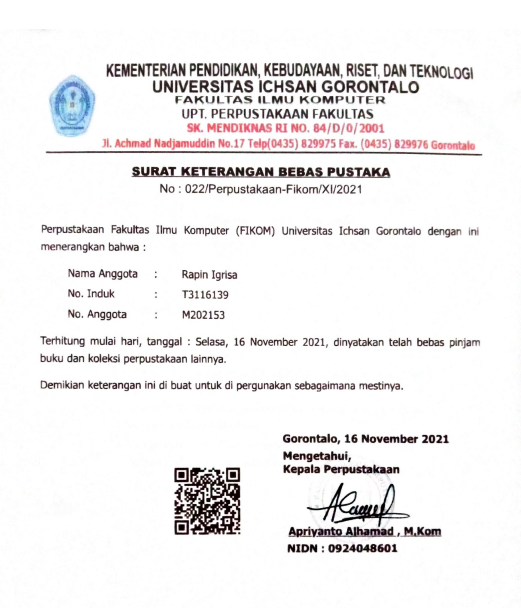 KEMENTERIAN PENDIDIKAN, KEBUDAYAAN, RISET, DAN TEKNOLOGI
UNIVERSITAS ICHSAN GORONTALO
FAKULTAS ILMU KOMPUTER
UPT. PERPUSTAKAAN FAKULTAS
SK. MENDIKNAS RI NO. 84/D/0/2001
Jl. Achmad Nadjamuddin No.17 Telp(0435) 829975 Fax. (0435) 829976 Gorontalo
SURAT KETERANGAN BEBAS PUSTAKA
No : 022/Perpustakaan-Fikom/XI/2021
Perpustakaan Fakultas Ilmu Komputer (FIKOM) Universitas Ichsan Gorontalo dengan ini
menerangkan bahwa :
Nama Anggota : Rapin Igrisa
No. Induk : T3116139
No. Anggota : M202153
Terhitung mulai hari, tanggal : Selasa, 16 November 2021, dinyatakan telah bebas pinjam
buku dan koleksi perpustakaan lainnya.
Demikian keterangan ini di buat untuk di pergunakan sebagaimana mestinya.
Gorontalo, 16 November 2021
Mengetahui,
Kepala Perpustakaan
Apriyanto Alhamad , M.Kom
NIDN : 0924048601